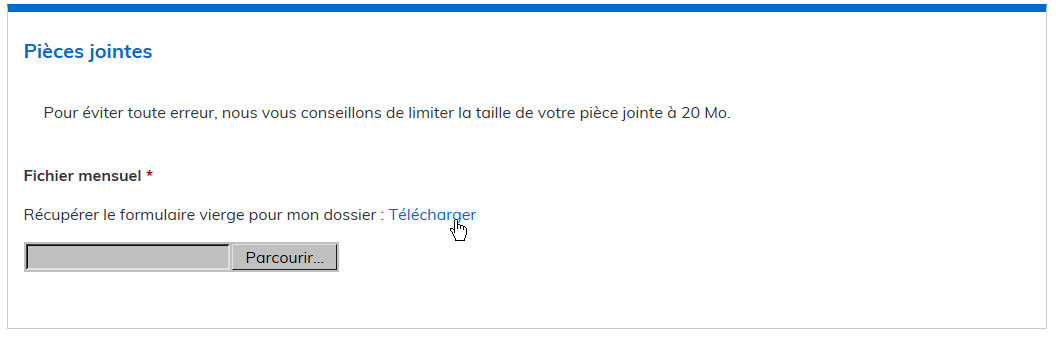 Pièces jointes
Pour éviter toute erreur, nous vous conseillons de limiter la taille de votre pièce jointe à 20 Mo.
Fichier mensuel *
Récupérer le formulaire vierge pour mon dossier : Télécharger
Parcourir...